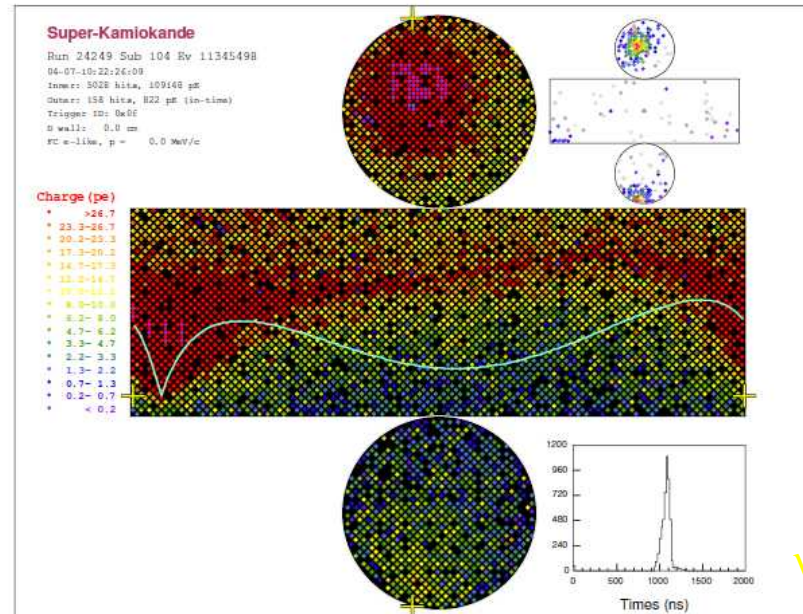 Super-Kamiokande
Run 24249 Sub 104 Ev 11345498
04-07-10:22:26:09
Inner: 5028 hits, 109148 pE
Outer: 158 hits, 822 pE (in-time)
Trigger ID: 0x0f
D wall: 0.0 cm
FC e-like, p = 0.0 MeV/c
Charge(pe)
* >26.7
* 23.3-26.7
* 20.2-23.3
* 17.3-20.2
* 14.7-17.3
* 12.2-14.7
* 8.0-10.0
* 6.2- 8.0
* 4.7- 6.2
* 3.3- 4.7
* 2.2- 3.3
* 1.3- 2.2
* 0.7- 1.3
* 0.2- 0.7
* < 0.2
1200
960
720
480
240
0
0 500 1000 1500 2000
Times (ns)